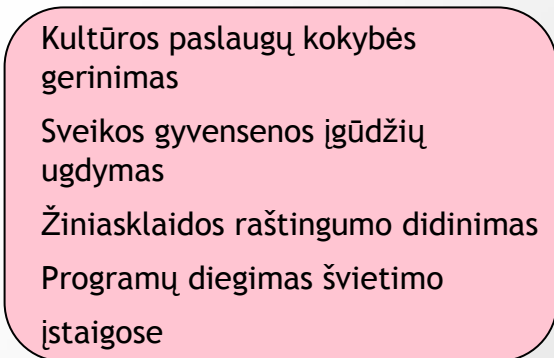 Kultūros paslaugų kokybės
gerinimas
Sveikos gyvensenos įgūdžių
ugdymas
Žiniasklaidos raštingumo didinimas
Programų diegimas švietimo
įstaigose